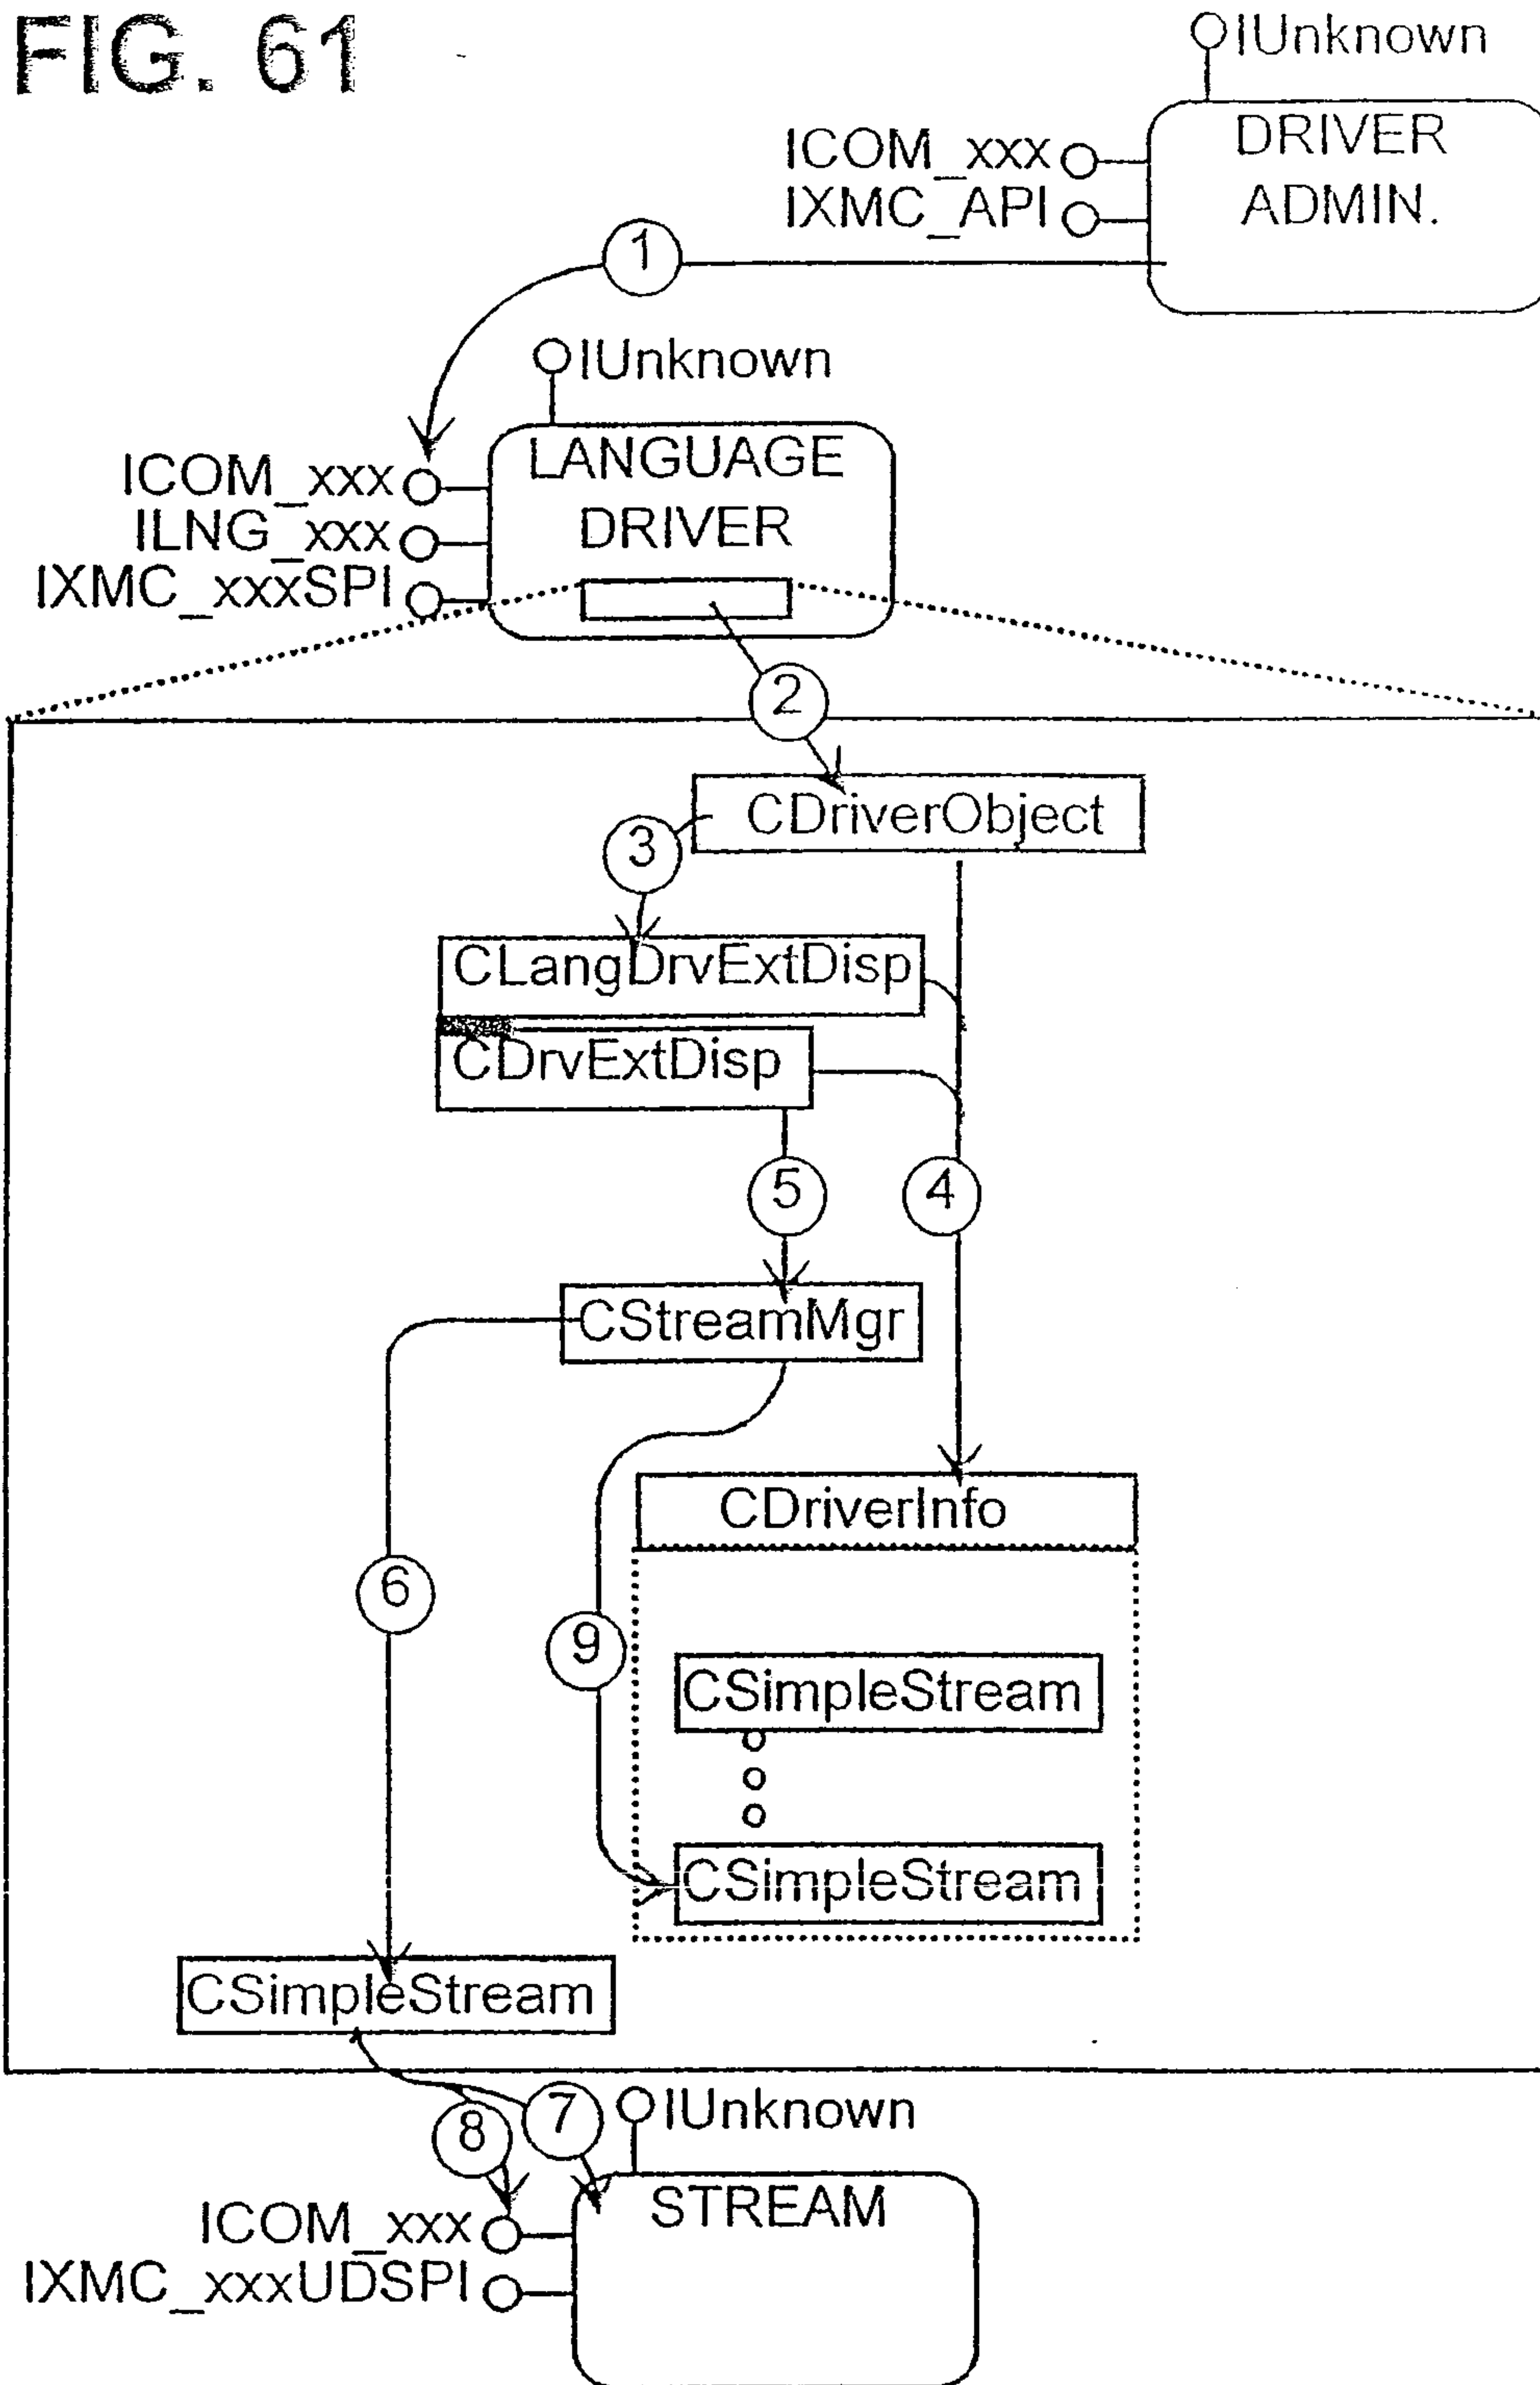 FIG. 61
IUnknown
DRIVER
ADMIN.
ICOM_xxx
IXMC_API
1
IUnknown
LANGUAGE
DRIVER
ICOM_xxx
ILNG_xxx
IXMC_xxxSPI
2
CDriverObject
3
CLangDrvExtDisp
CDrvExtDisp
5
4
CStreamMgr
CDriverInfo
6
9
CSimpleStream
CSimpleStream
CSimpleStream
7
8
IUnknown
STREAM
ICOM_xxx
IXMC_xxxUDSPI